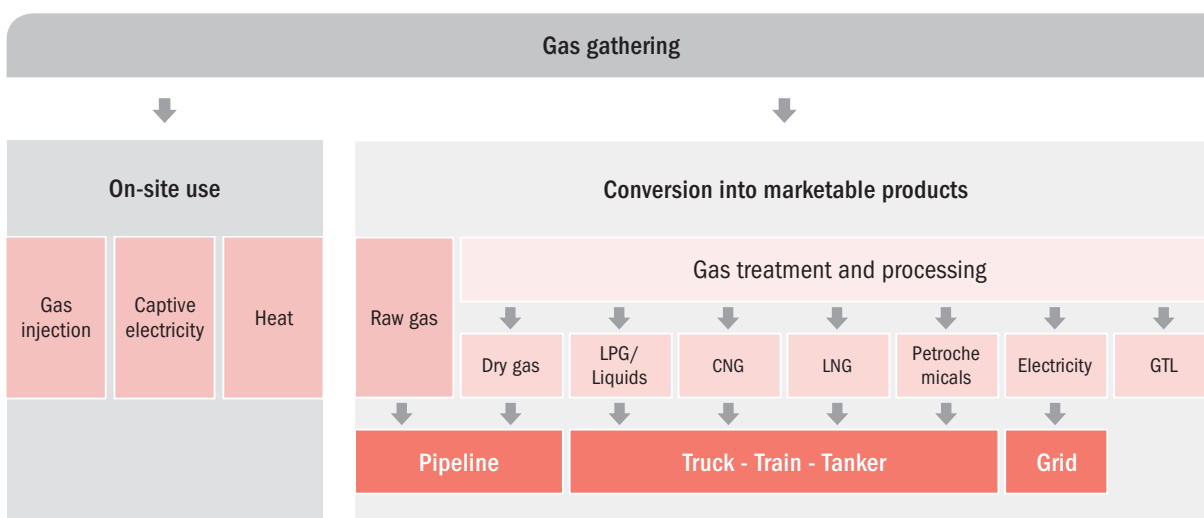 Gas gathering
On-site use
Conversion into marketable products
Gas
injection
Captive
electricity
Heat
Raw gas
Gas treatment and processing
Dry gas
LPG/
Liquids
CNG
LNG
Petroche
micals
Electricity
GTL
Pipeline
Truck - Train - Tanker
Grid